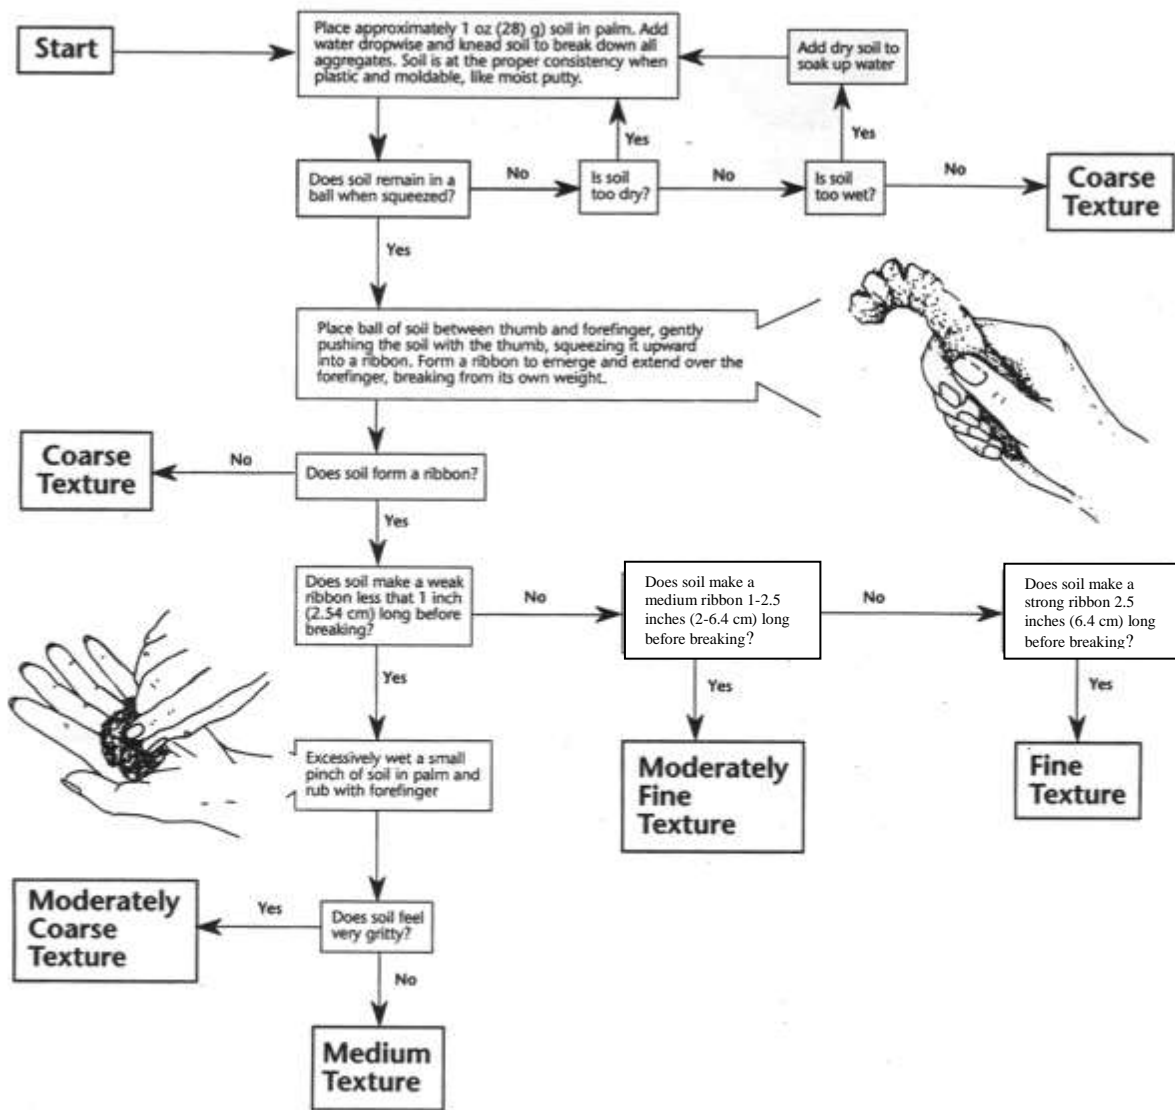 Start
Place approximately 1 oz (28) g) soil in palm. Add
water dropwise and knead soil to break down all
aggregates. Soil is at the proper consistency when
plastic and moldable, like moist putty.
Add dry soil to
soak up water
Yes
Yes
Does soil remain in a
ball when squeezed?
No
Is soil
too dry?
No
Is soil
too wet?
No
Coarse
Texture
Yes
Place ball of soil between thumb and forefinger, gently
pushing the soil with the thumb, squeezing it upward
into a ribbon. Form a ribbon to emerge and extend over the
forefinger, breaking from its own weight.
Coarse
Texture
No
Does soil form a ribbon?
Yes
Does soil make a weak
ribbon less that 1 inch
(2.54 cm) long before
breaking?
No
Does soil make a
medium ribbon 1-2.5
inches (2-6.4 cm) long
before breaking?
No
Does soil make a
strong ribbon 2.5
inches (6.4 cm) long
before breaking?
Yes
Yes
Yes
Excessively wet a small
pinch of soil in palm and
rub with forefinger
Moderately
Fine
Texture
Fine
Texture
Moderately
Coarse
Texture
Yes
Does soil feel
very gritty?
No
Medium
Texture